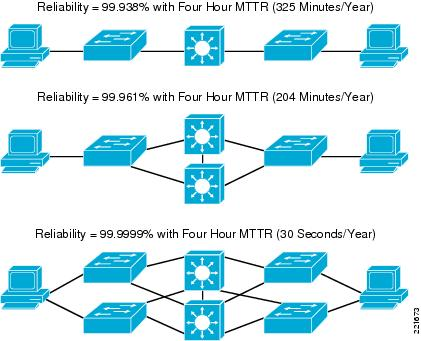 Reliability = 99.938% with Four Hour MTTR (325 Minutes/Year)
Reliability = 99.961% with Four Hour MTTR (204 Minutes/Year)
Reliability = 99.9999% with Four Hour MTTR (30 Seconds/Year)
221673